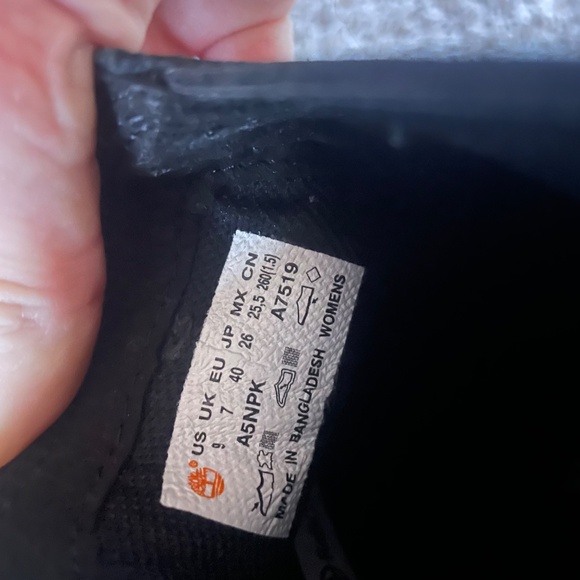 US UK EU JP MX CN
9 7 40 26 25,5 260(1.5)
A5NPK A7519
MADE IN BANGLADESH WOMENS